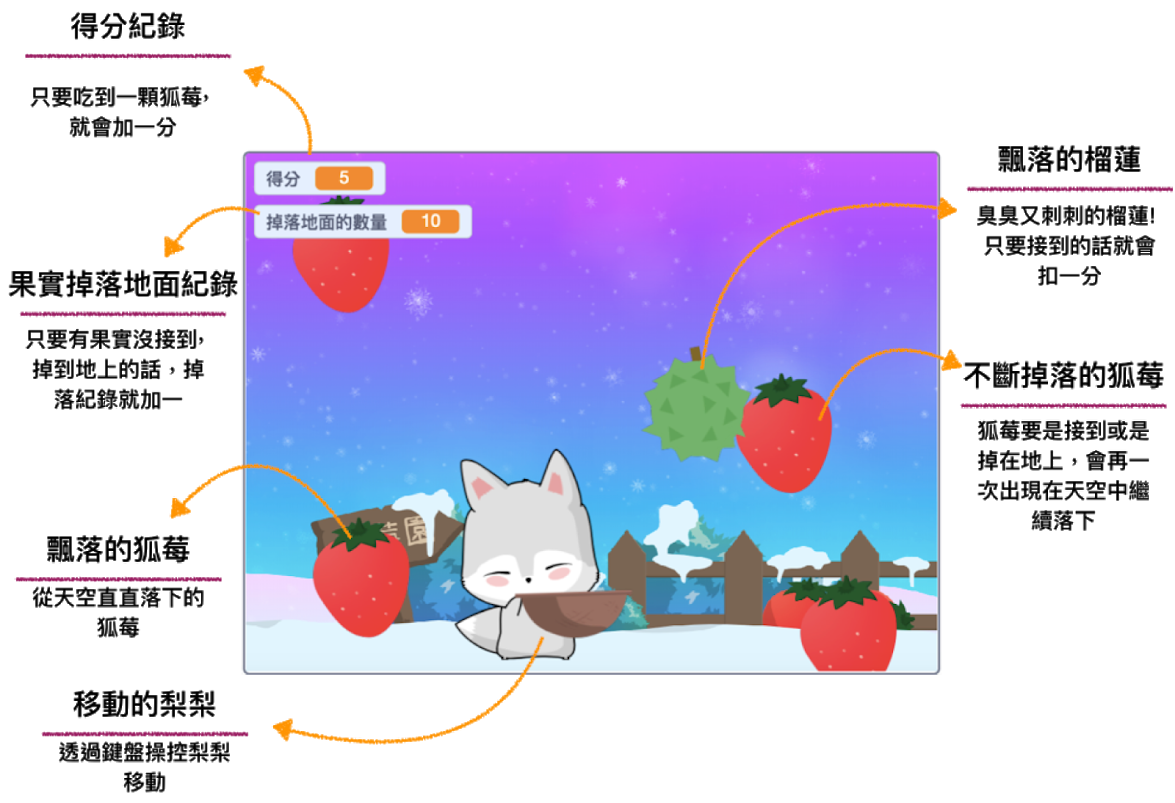 得分紀錄
只要吃到一顆狐莓，
就會加一分
得分 5
掉落地面的數量 10
果實掉落地面紀錄
只要有果實沒接到，
掉到地上的話，掉
落紀錄就加一
飄落的狐莓
從天空直直落下的
狐莓
移動的梨梨
透過鍵盤操控梨梨
移動
飄落的榴蓮
臭臭又刺刺的榴蓮!
只要接到的話就會
扣一分
不斷掉落的狐莓
狐莓要是接到或是
掉在地上，會再一
次出現在天空中繼
續落下
園